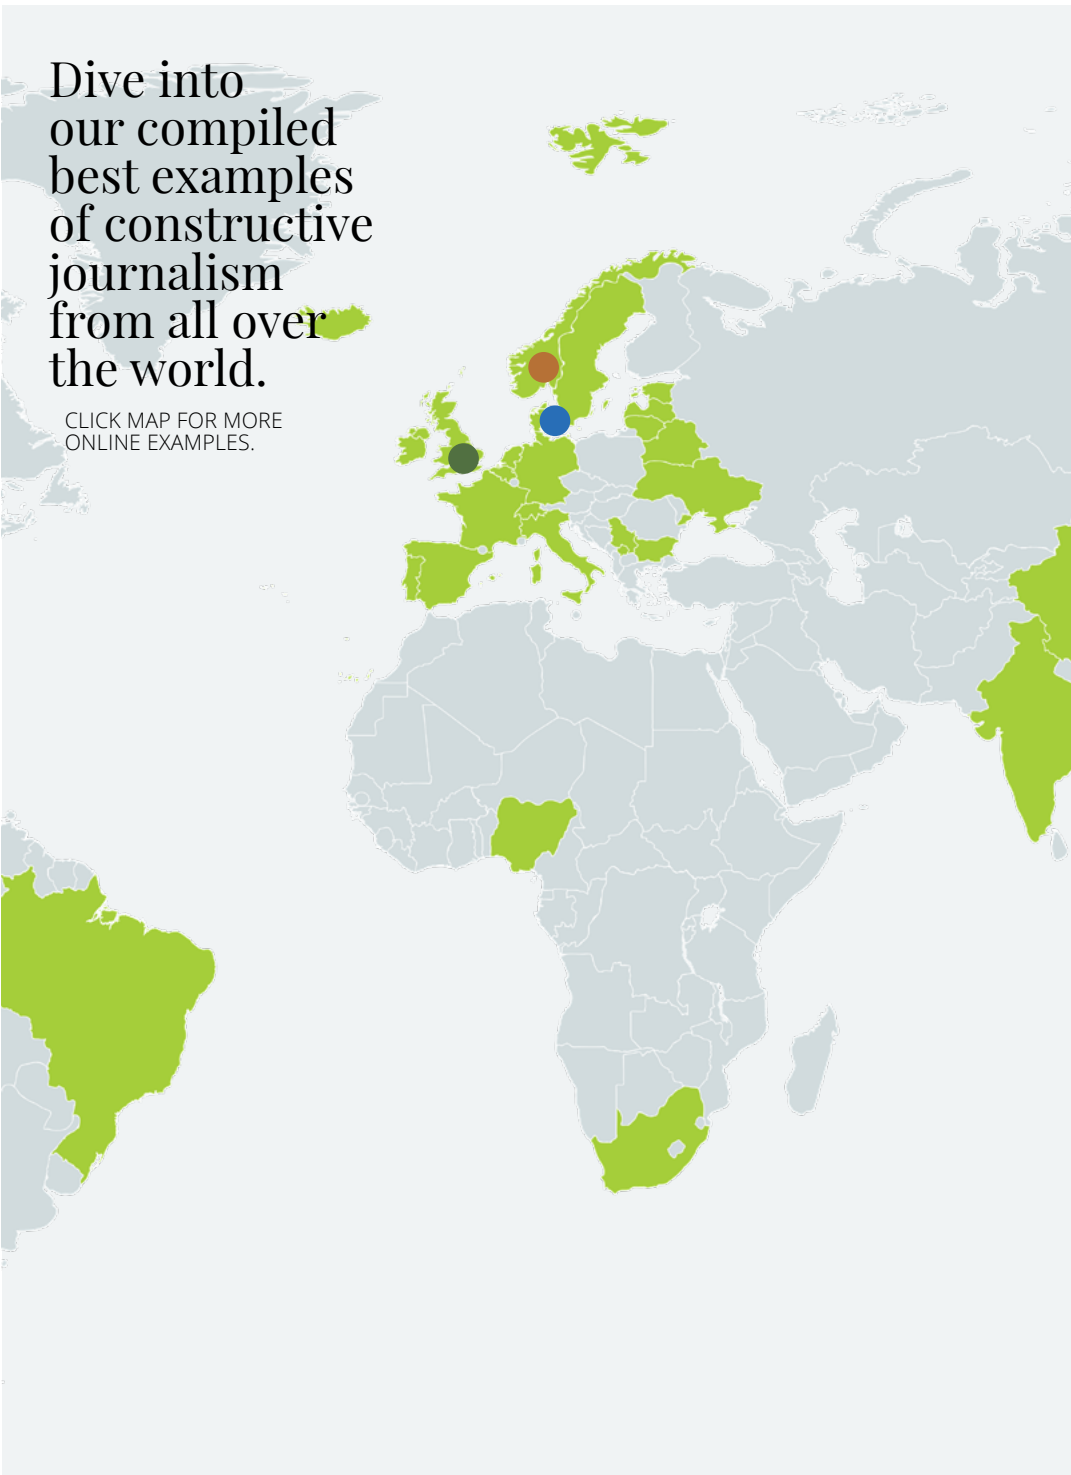 Dive into
our compiled
best examples
of constructive
journalism
from all over
the world.
CLICK MAP FOR MORE
ONLINE EXAMPLES.